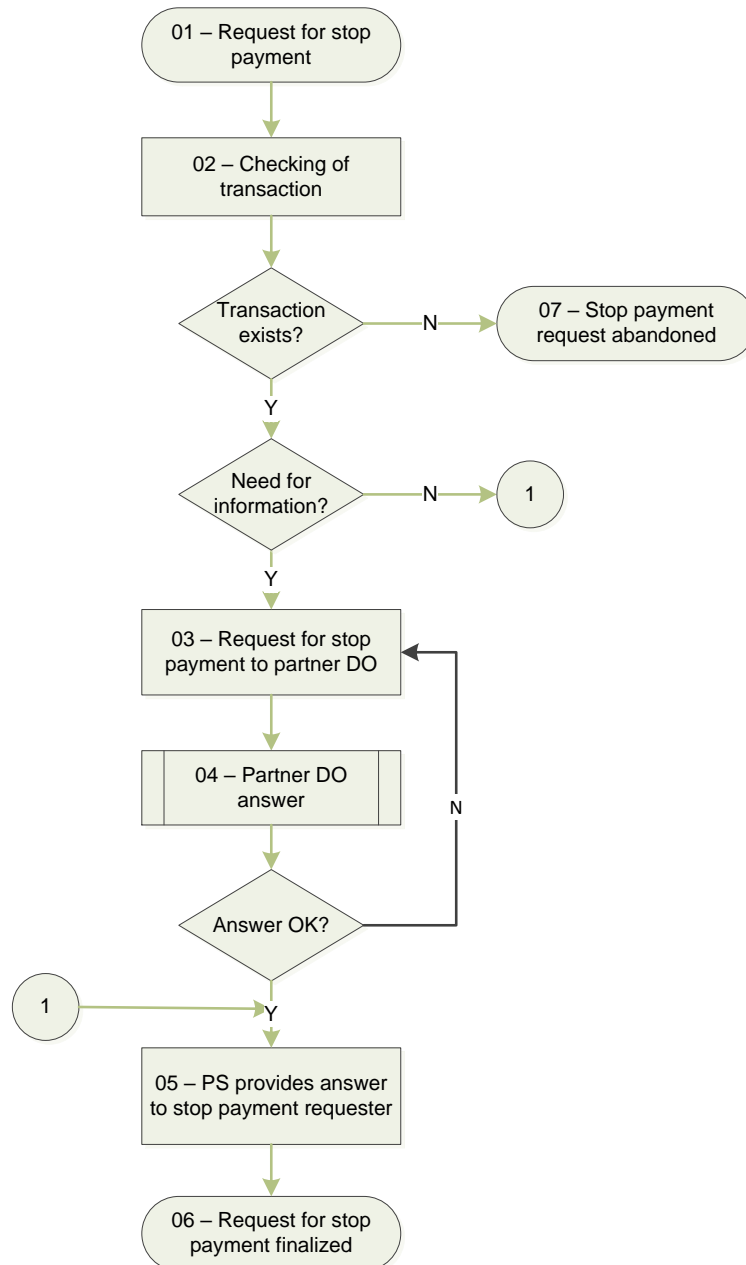 01 – Request for stop
payment
02 – Checking of
transaction
Transaction
exists?
N
07 – Stop payment
request abandoned
Y
Need for
information?
N
1
Y
03 – Request for stop
payment to partner DO
04 – Partner DO
answer
N
Answer OK?
1
Y
05 – PS provides answer
to stop payment requester
06 – Request for stop
payment finalized